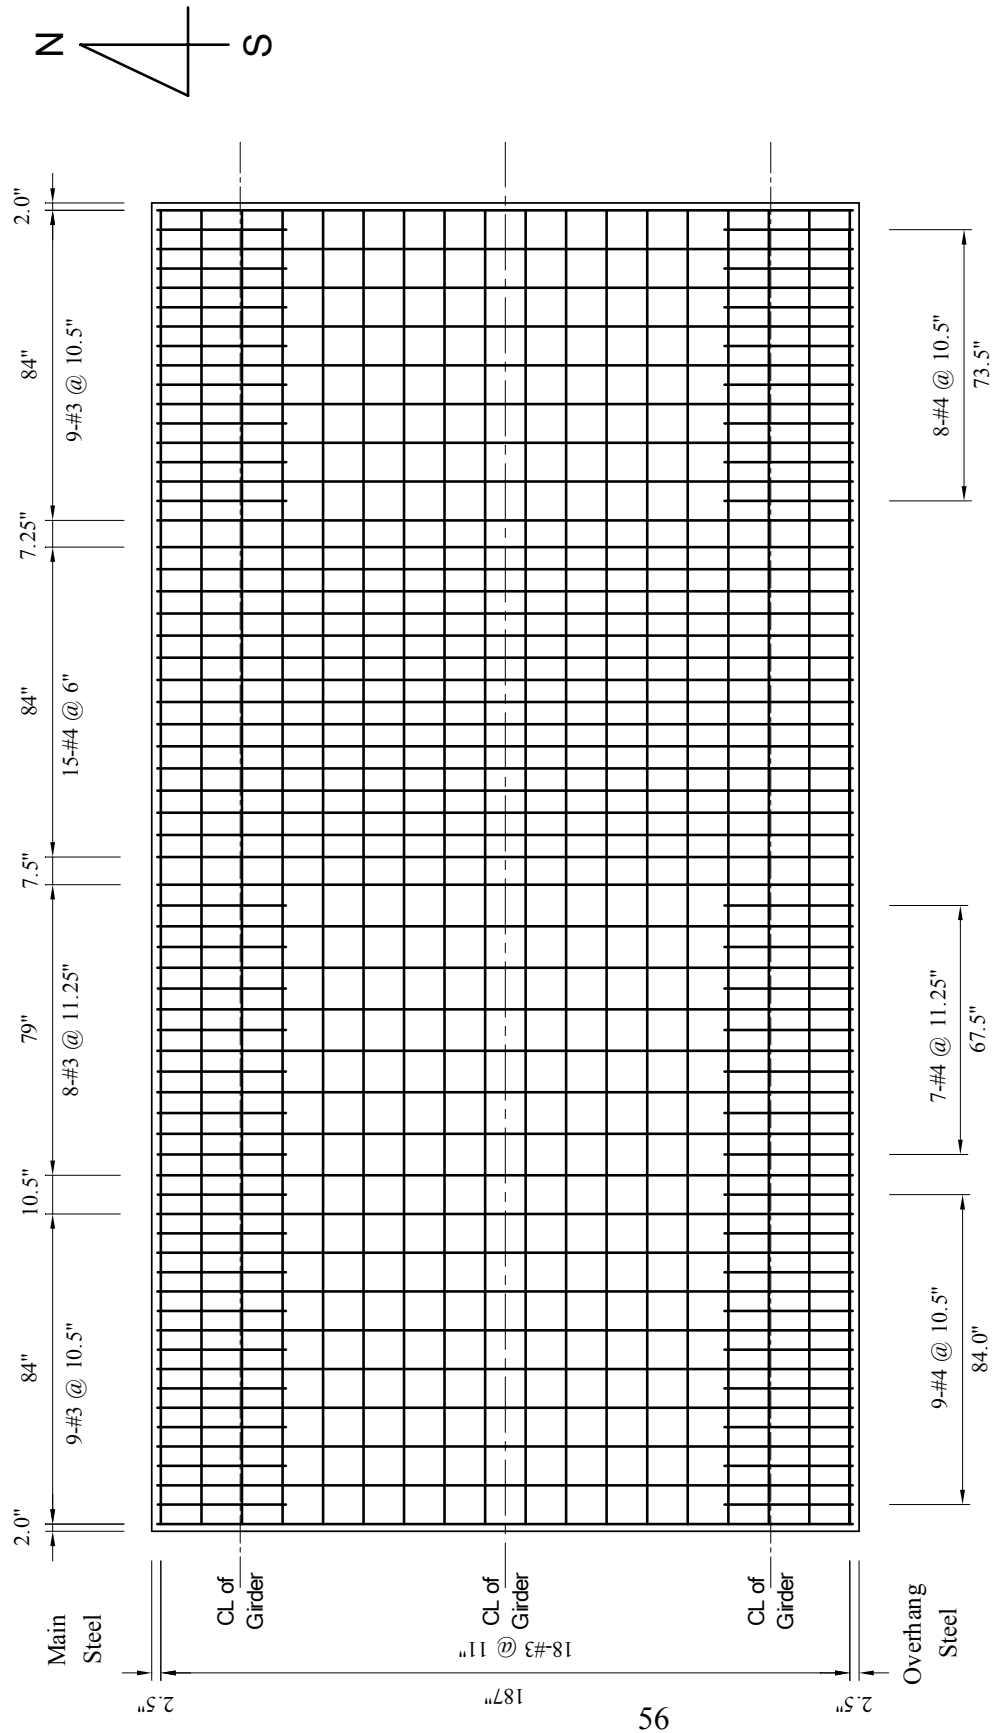 N
S
Main
Steel
2.0"
84"
9-#3 @ 10.5"
10.5"
79"
8-#3 @ 11.25"
7.5"
84"
15-#4 @ 6"
7.25"
84"
9-#3 @ 10.5"
2.0"
2.5"
187"
18-#3 @ 11"
2.5"
CL of
Girder
CL of
Girder
CL of
Girder
Overhang
Steel
9-#4 @ 10.5"
84.0"
7-#4 @ 11.25"
67.5"
8-#4 @ 10.5"
73.5"
56